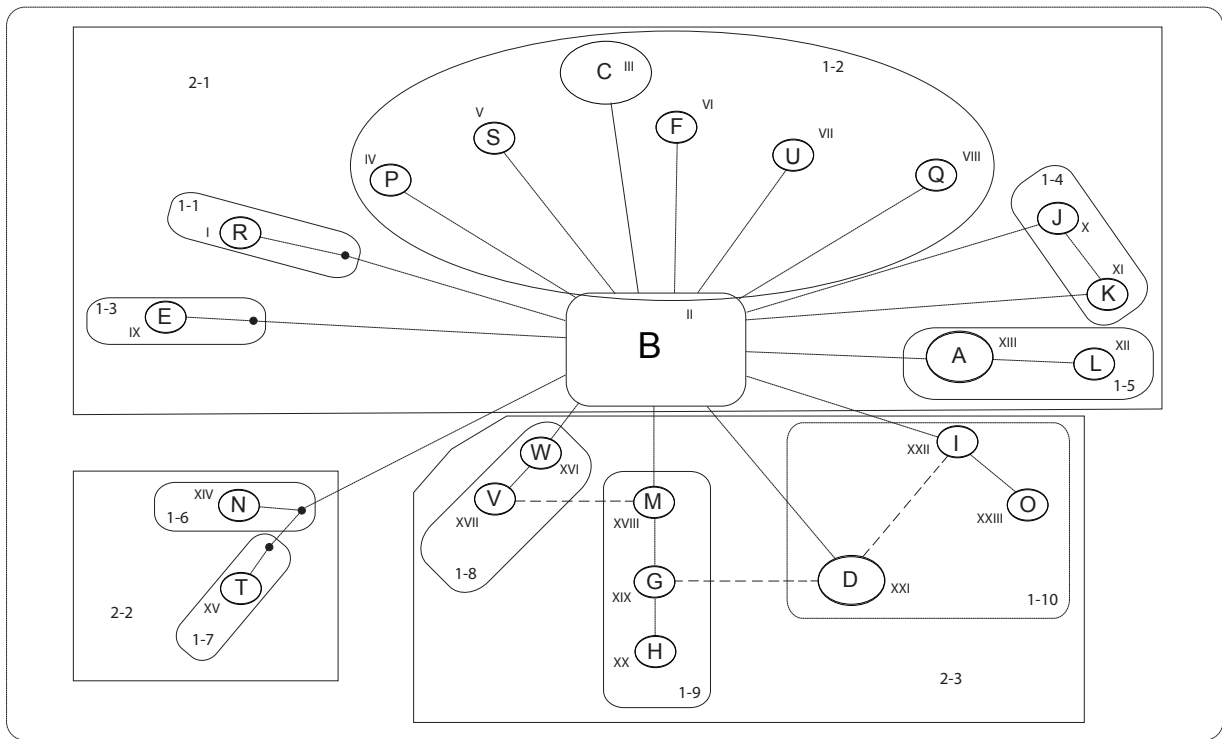 2-1
C III
1-2
V
S
F
VI
U
VII
IV
P
Q
VIII
1-4
J
X
1-1
I
R
XI
K
1-3
E
IX
II
B
A
XIII
XII
L
1-5
W
XVI
XXII
I
XIV
N
1-6
V
XVII
M
XVIII
O
XXIII
1-8
G
XIX
D
XXI
T
XV
2-2
1-7
1-10
H
XX
1-9
2-3